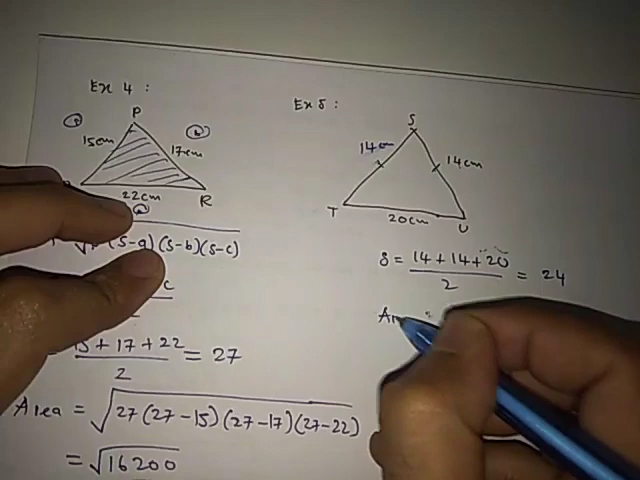 Ex 4 :
P
c
b
15cm
17cm
22cm
R
a
√ (s-a)(s-b)(s-c)
c
15 + 17 + 22
2
= 27
Area = √27(27-15)(27-17)(27-22)
= √16200
Ex 5 :
S
14cm
14cm
T
20cm
U
s = 14 + 14 + 20
2
= 24